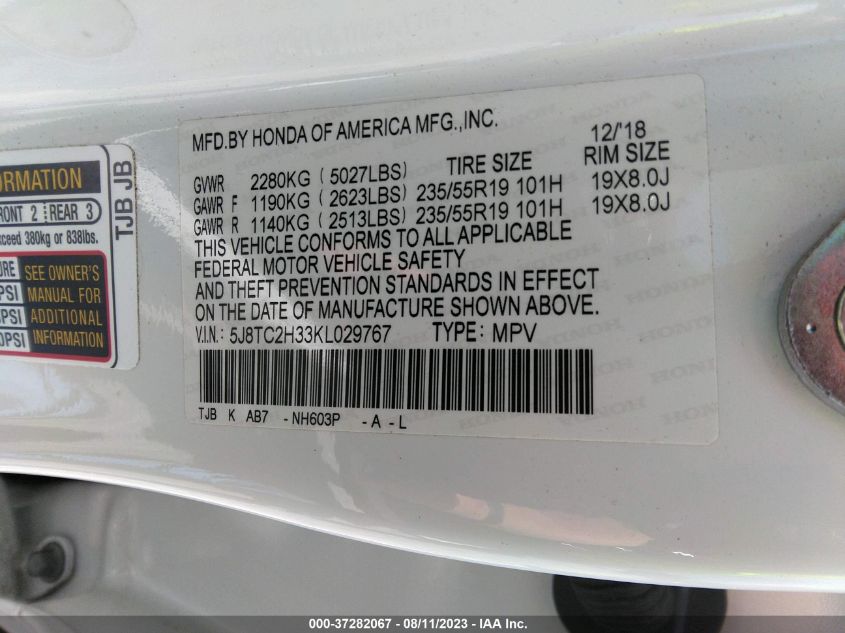 MFD.BY HONDA OF AMERICA MFG.,INC. 12/'18
GVWR 2280KG (5027LBS) TIRE SIZE RIM SIZE
GAWR F 1190KG (2623LBS) 235/55R19 101H 19X8.0J
GAWR R 1140KG (2513LBS) 235/55R19 101H 19X8.0J
THIS VEHICLE CONFORMS TO ALL APPLICABLE
FEDERAL MOTOR VEHICLE SAFETY
AND THEFT PREVENTION STANDARDS IN EFFECT
ON THE DATE OF MANUFACTURE SHOWN ABOVE.
V.I.N.: 5J8TC2H33KL029767 TYPE: MPV
TJB K AB7 -NH603P -A-L
FRONT 2 REAR 3
exceed 380kg or 838lbs.
TJB JB
SEE OWNER'S
PSI MANUAL FOR
ADDITIONAL
PSI INFORMATION
000-37282067 - 08/11/2023 - IAA Inc.